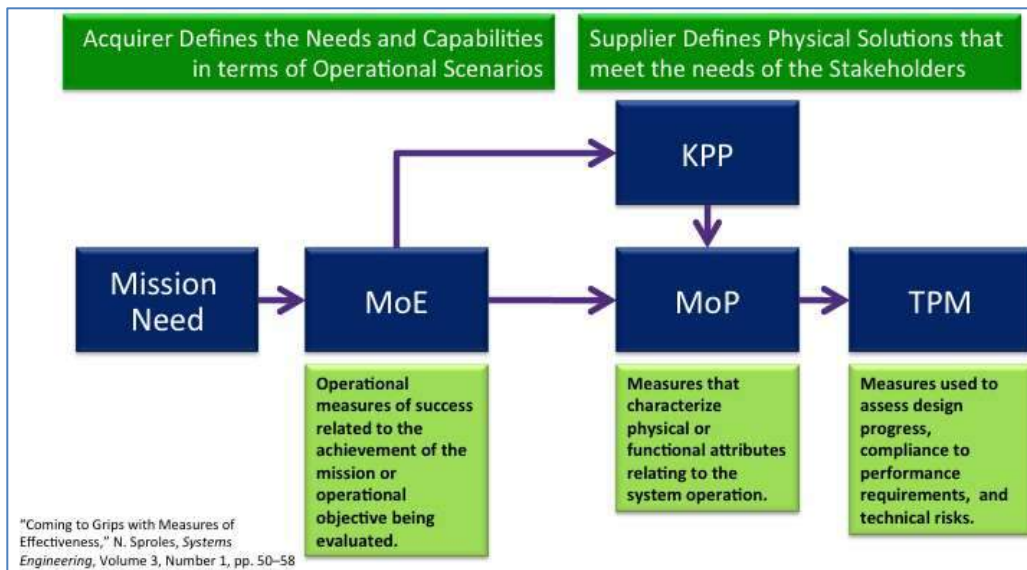 Acquirer Defines the Needs and Capabilities
in terms of Operational Scenarios
Supplier Defines Physical Solutions that
meet the needs of the Stakeholders
KPP
Mission
Need
MoE
MoP
TPM
Operational
measures of success
related to the
achievement of the
mission or
operational
objective being
evaluated.
Measures that
characterize
physical or
functional attributes
relating to the
system operation.
Measures used to
assess design
progress,
compliance to
performance
requirements, and
technical risks.
"Coming to Grips with Measures of
Effectiveness," N. Sproles, Systems
Engineering, Volume 3, Number 1, pp. 50–58